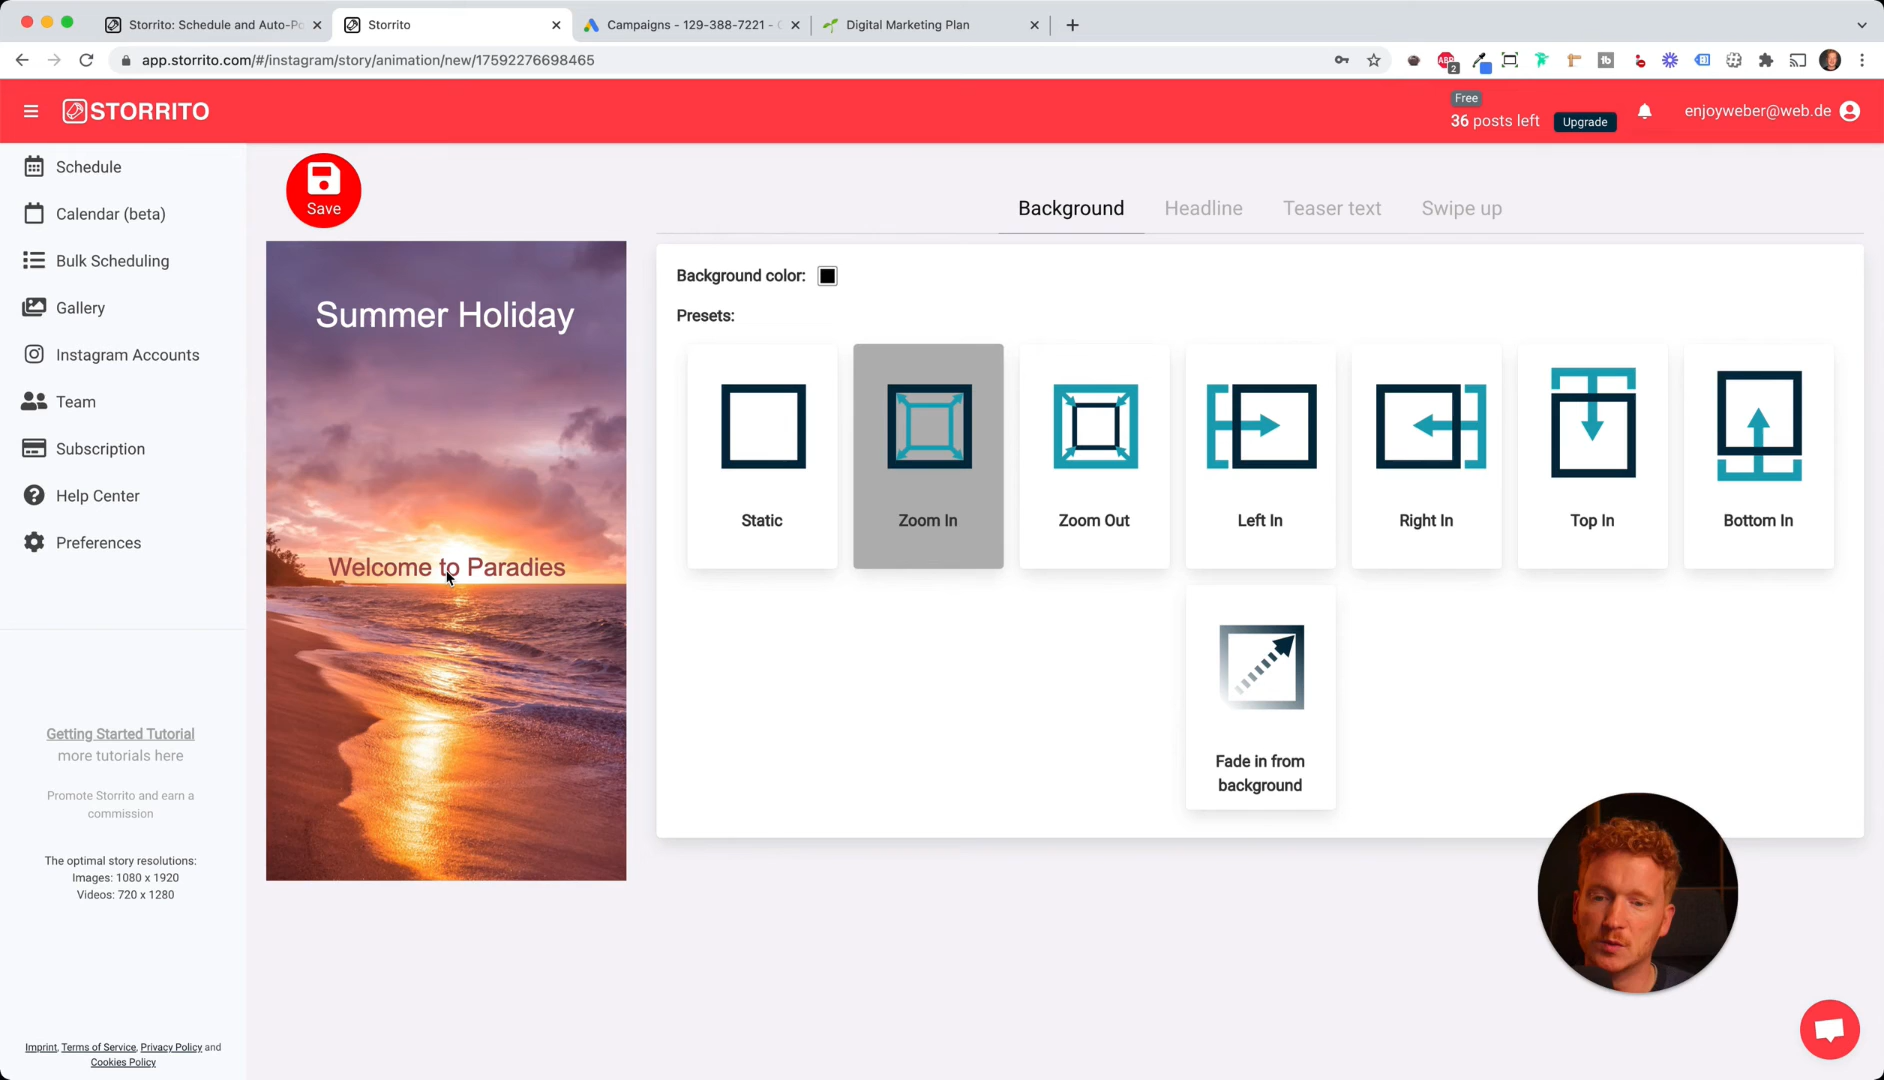 Storrito: Schedule and Auto-Po
Storrito
Campaigns - 129-388-7221 -
Digital Marketing Plan
app.storrito.com/#/instagram/story/animation/new/17592276698465
ABP
2
tb
STORRITO
Free
36 posts left
Upgrade
enjoyweber@web.de
Schedule
Calendar (beta)
Bulk Scheduling
Gallery
Instagram Accounts
Team
Subscription
Help Center
Preferences
Getting Started Tutorial
more tutorials here
Promote Storrito and earn a
commission
The optimal story resolutions:
Images: 1080 x 1920
Videos: 720 x 1280
Imprint, Terms of Service, Privacy Policy and
Cookies Policy
Save
Summer Holiday
Welcome to Paradies
Background
Headline
Teaser text
Swipe up
Background color:
Presets:
Static
Zoom In
Zoom Out
Left In
Right In
Top In
Bottom In
Fade in from
background